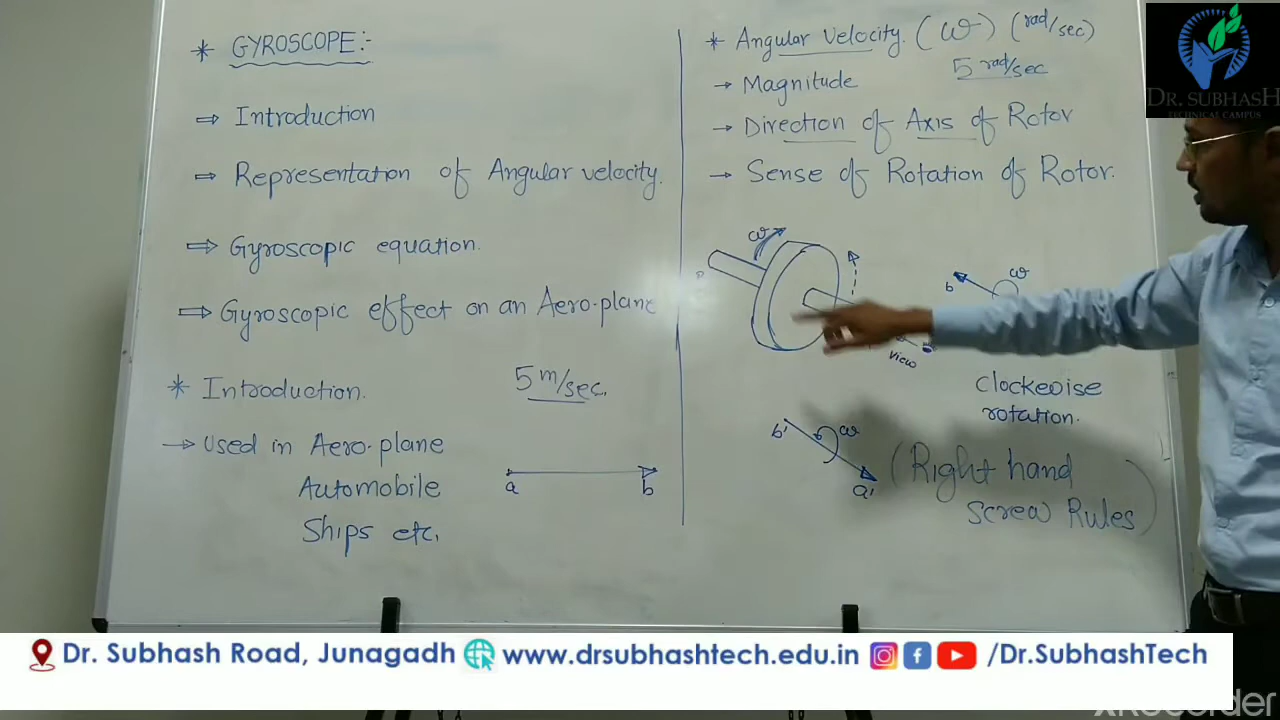 * GYROSCOPE:-
⇒ Introduction
⇒ Representation of Angular velocity.
⇒ Gyroscopic equation.
⇒ Gyroscopic effect on an Aero-plane
* Introduction.
5 m/sec.
→ Used in Aero-plane
Automobile
Ships etc.
a b
* Angular Velocity. (ω) (rad/sec)
5 rad/sec
→ Magnitude
→ Direction of Axis of Rotor
→ Sense of Rotation of Rotor.
ω
b ω
View
Clockwise
rotation.
b' ω
a'
(Right hand
screw Rules)
DR. SUBHASH
TECHNICAL CAMPUS
Dr. Subhash Road, Junagadh www.drsubhashtech.edu.in /Dr.SubhashTech